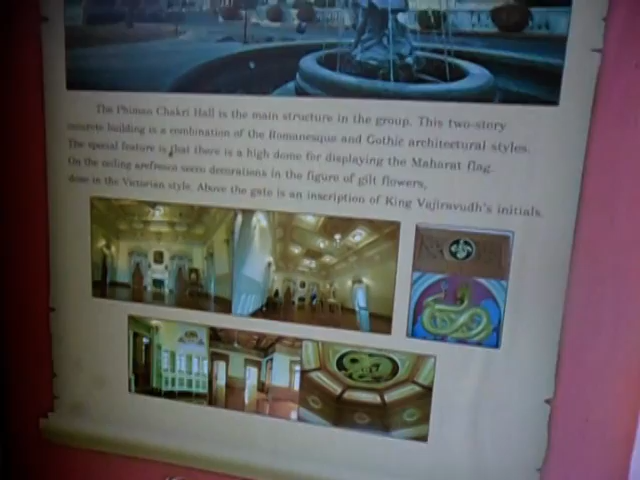 The Phiman Chakri Hall is the main structure in the group. This two-story
concrete building is a combination of the Romanesque and Gothic architectural styles.
The special feature is that there is a high dome for displaying the Maharat flag.
On the ceiling arefresco secco decorations in the figure of gilt flowers,
done in the Victorian style. Above the gate is an inscription of King Vajiravudh's initials.